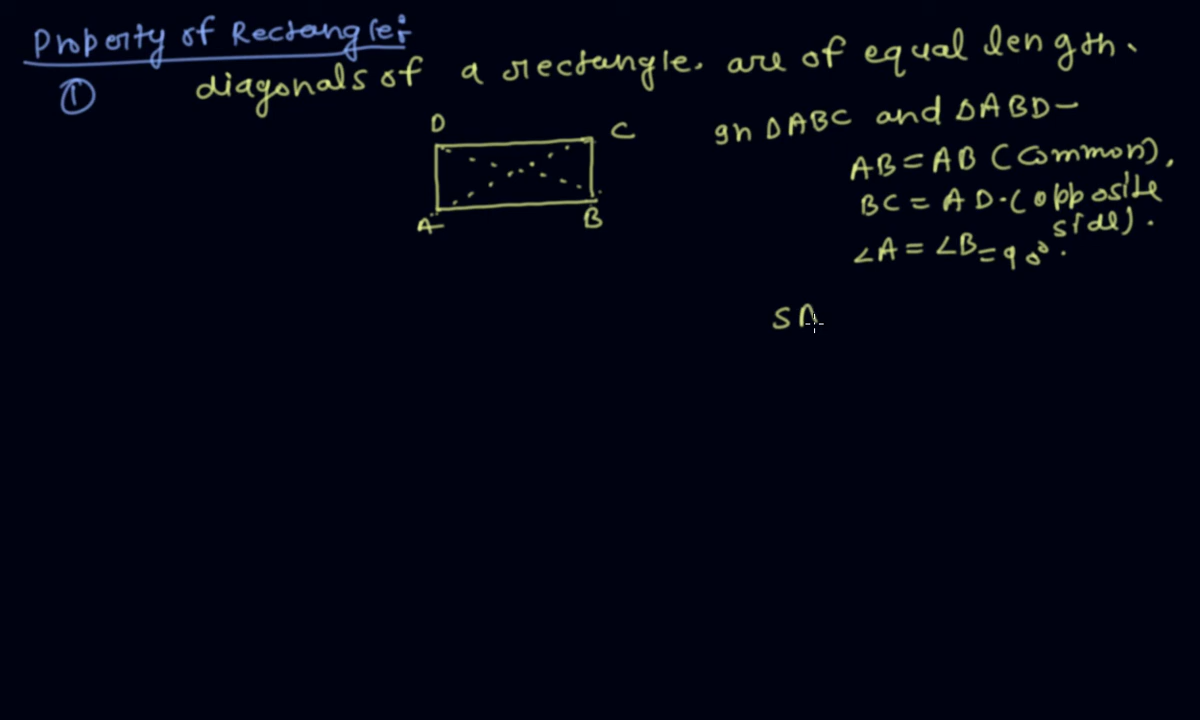 Property of Rectangle:
① diagonals of a rectangle. are of equal length.
D
C
A
B
In ΔABC and ΔABD-
AB = AB (common),
BC = AD. (opposite
side).
∠A = ∠B = 90°.
SA